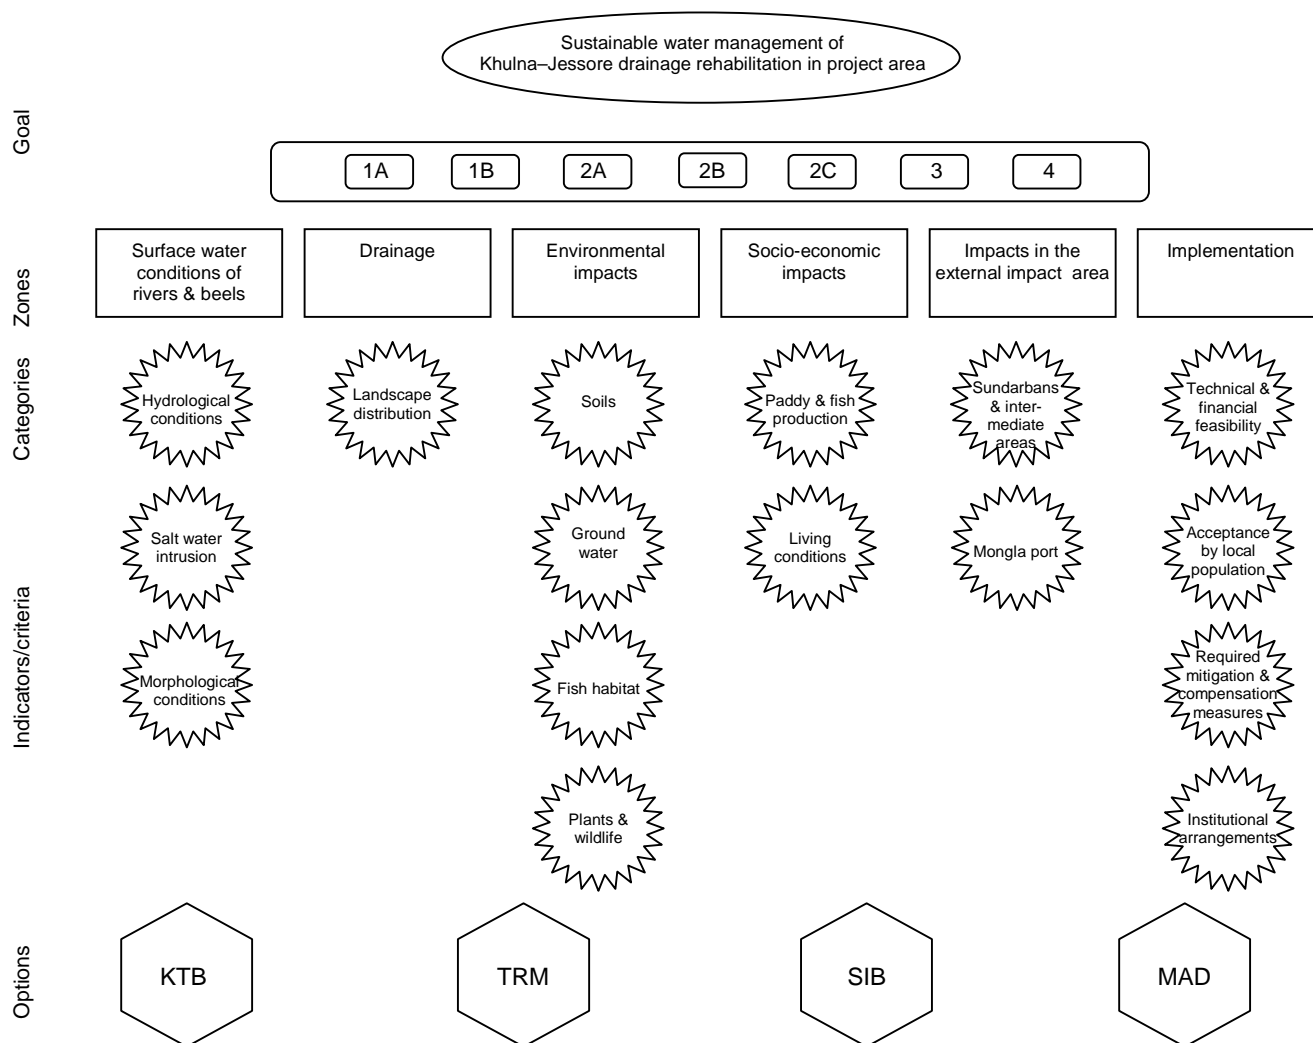 Sustainable water management of
Khulna–Jessore drainage rehabilitation in project area
Goal
1A
1B
2A
2B
2C
3
4
Zones
Surface water
conditions of
rivers & beels
Drainage
Environmental
impacts
Socio-economic
impacts
Impacts in the
external impact area
Implementation
Categories
Hydrological
conditions
Landscape
distribution
Soils
Paddy & fish
production
Sundarbans
& inter-
mediate
areas
Technical &
financial
feasibility
Indicators/criteria
Salt water
intrusion
Ground
water
Living
conditions
Mongla port
Acceptance
by local
population
Morphological
conditions
Fish habitat
Required
mitigation &
compensation
measures
Plants &
wildlife
Institutional
arrangements
Options
KTB
TRM
SIB
MAD